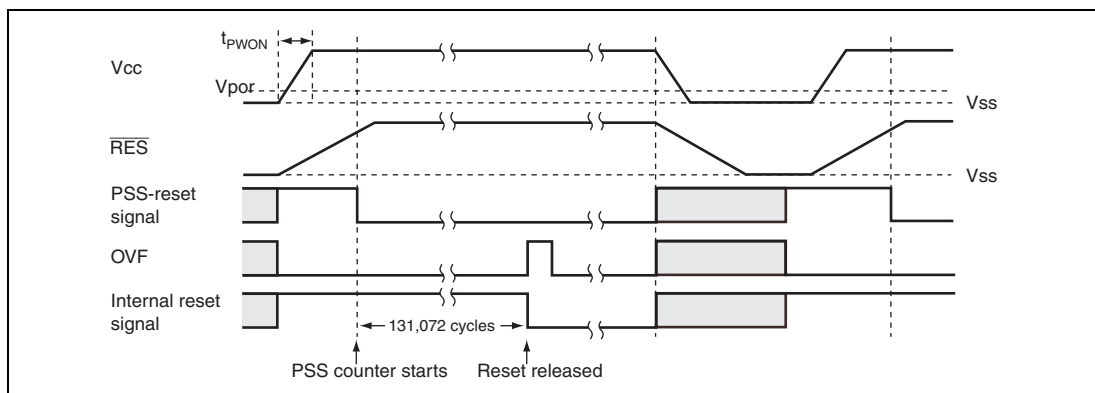 tPWON
Vcc
Vpor
Vss
RES
Vss
PSS-reset
signal
OVF
Internal reset
signal
131,072 cycles
PSS counter starts
Reset released